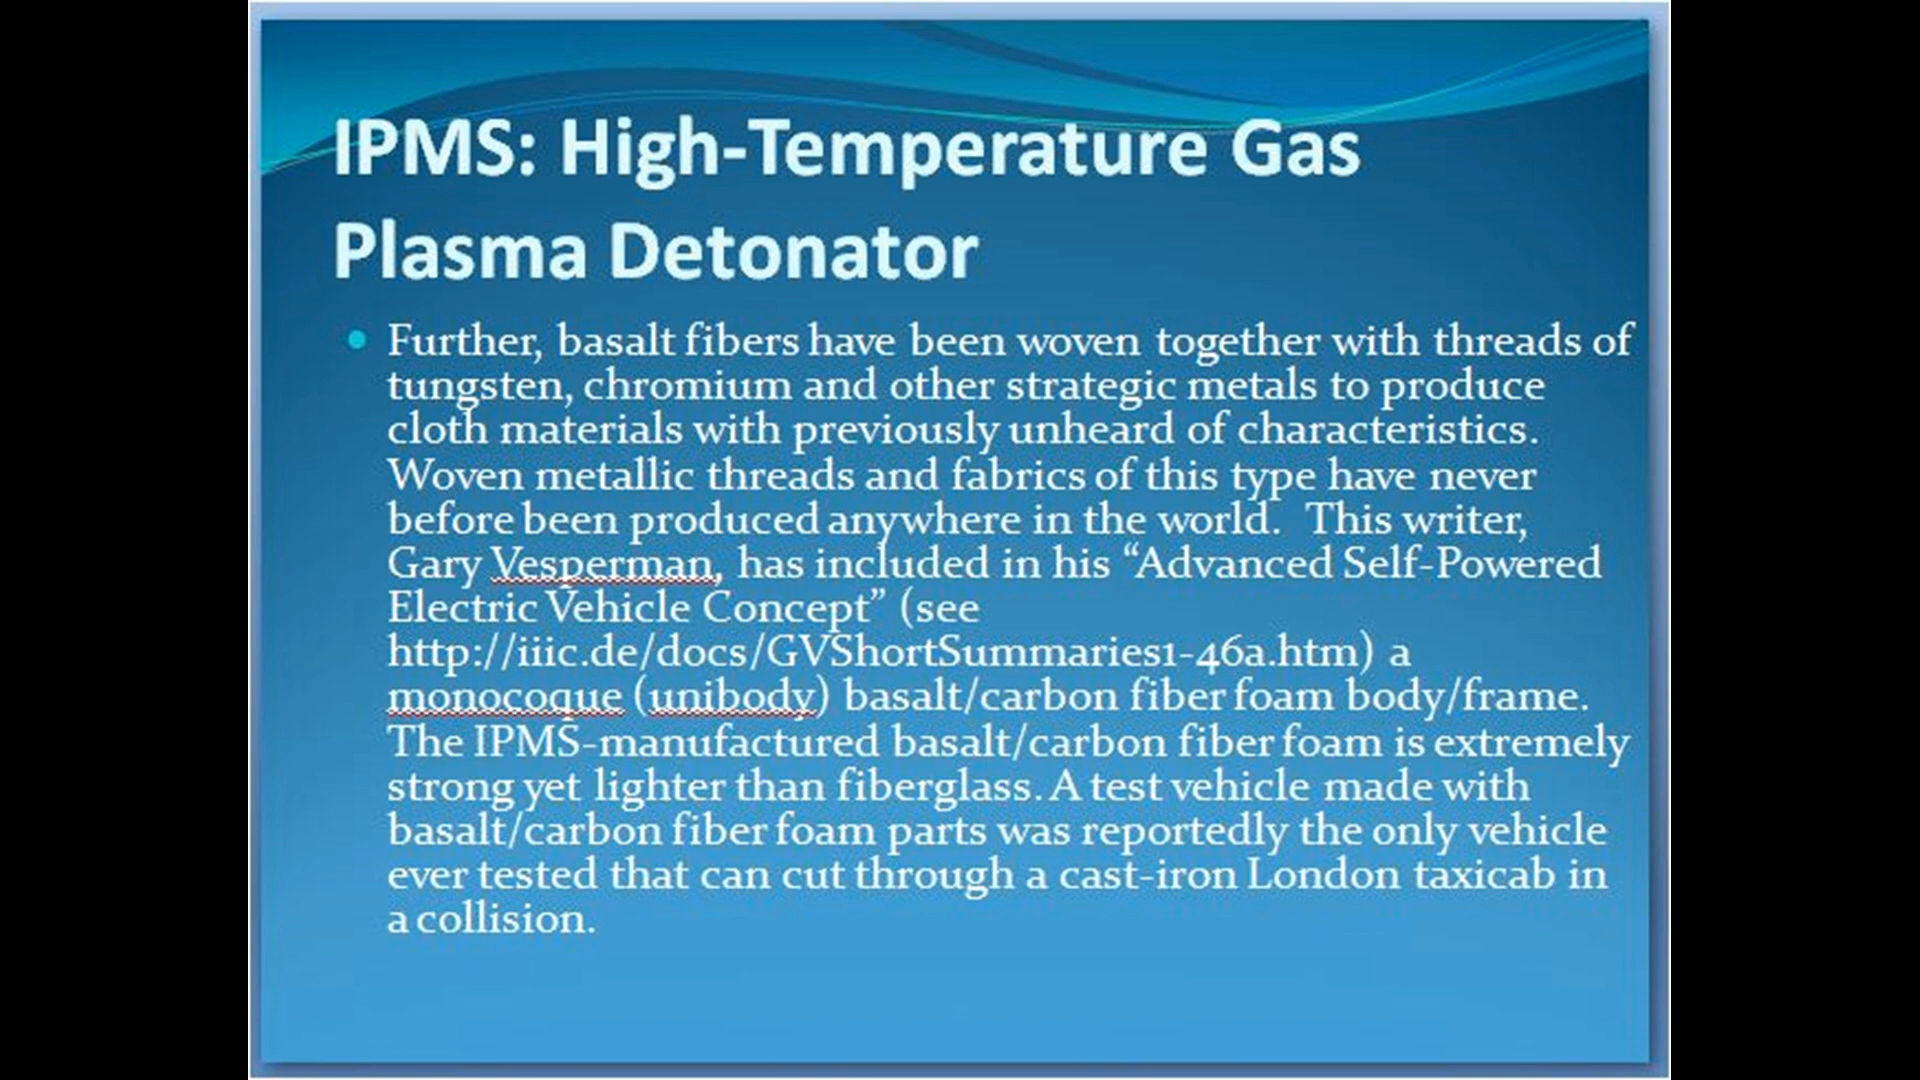 IPMS: High-Temperature Gas
Plasma Detonator
Further, basalt fibers have been woven together with threads of
tungsten, chromium and other strategic metals to produce
cloth materials with previously unheard of characteristics.
Woven metallic threads and fabrics of this type have never
before been produced anywhere in the world.  This writer,
Gary Vesperman, has included in his “Advanced Self-Powered
Electric Vehicle Concept” (see
http://iiic.de/docs/GVShortSummaries1-46a.htm) a
monocoque (unibody) basalt/carbon fiber foam body/frame.
The IPMS-manufactured basalt/carbon fiber foam is extremely
strong yet lighter than fiberglass. A test vehicle made with
basalt/carbon fiber foam parts was reportedly the only vehicle
ever tested that can cut through a cast-iron London taxicab in
a collision.